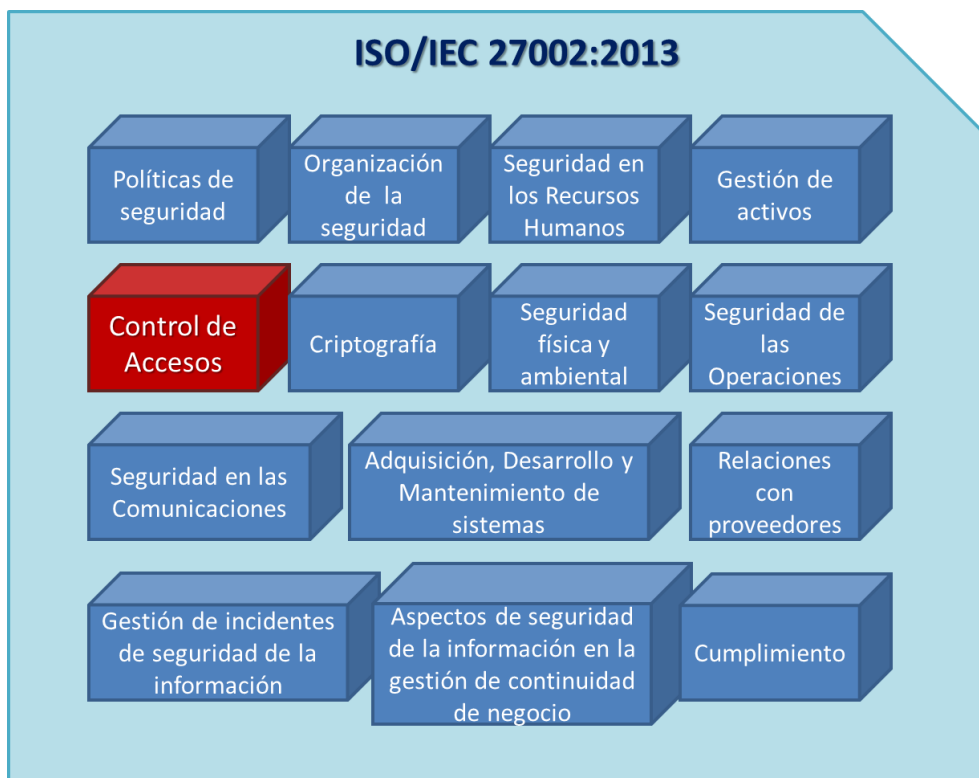 ISO/IEC 27002:2013
Políticas de
seguridad
Organización
de la
seguridad
Seguridad en
los Recursos
Humanos
Gestión de
activos
Control de
Accesos
Criptografía
Seguridad
física y
ambiental
Seguridad de
las
Operaciones
Seguridad en las
Comunicaciones
Adquisición, Desarrollo y
Mantenimiento de
sistemas
Relaciones
con
proveedores
Gestión de incidentes
de seguridad de la
información
Aspectos de seguridad
de la información en la
gestión de continuidad
de negocio
Cumplimiento